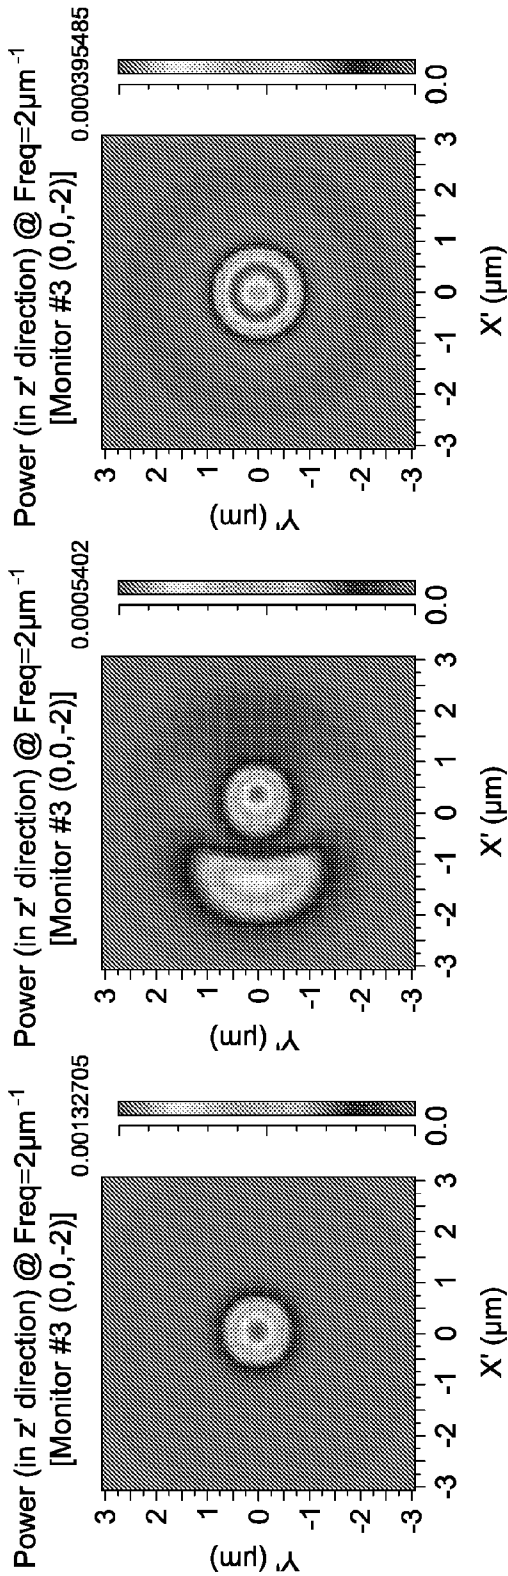 Power (in z' direction) @ Freq=2µm⁻¹
[Monitor #3 (0,0,-2)]
0.00132705
0.0
3
2
1
0
-1
-2
-3
Y' (µm)
-3 -2 -1 0 1 2 3
X' (µm)
Power (in z' direction) @ Freq=2µm⁻¹
[Monitor #3 (0,0,-2)]
0.0005402
0.0
3
2
1
0
-1
-2
-3
Y' (µm)
-3 -2 -1 0 1 2 3
X' (µm)
Power (in z' direction) @ Freq=2µm⁻¹
[Monitor #3 (0,0,-2)]
0.000395485
0.0
3
2
1
0
-1
-2
-3
Y' (µm)
-3 -2 -1 0 1 2 3
X' (µm)